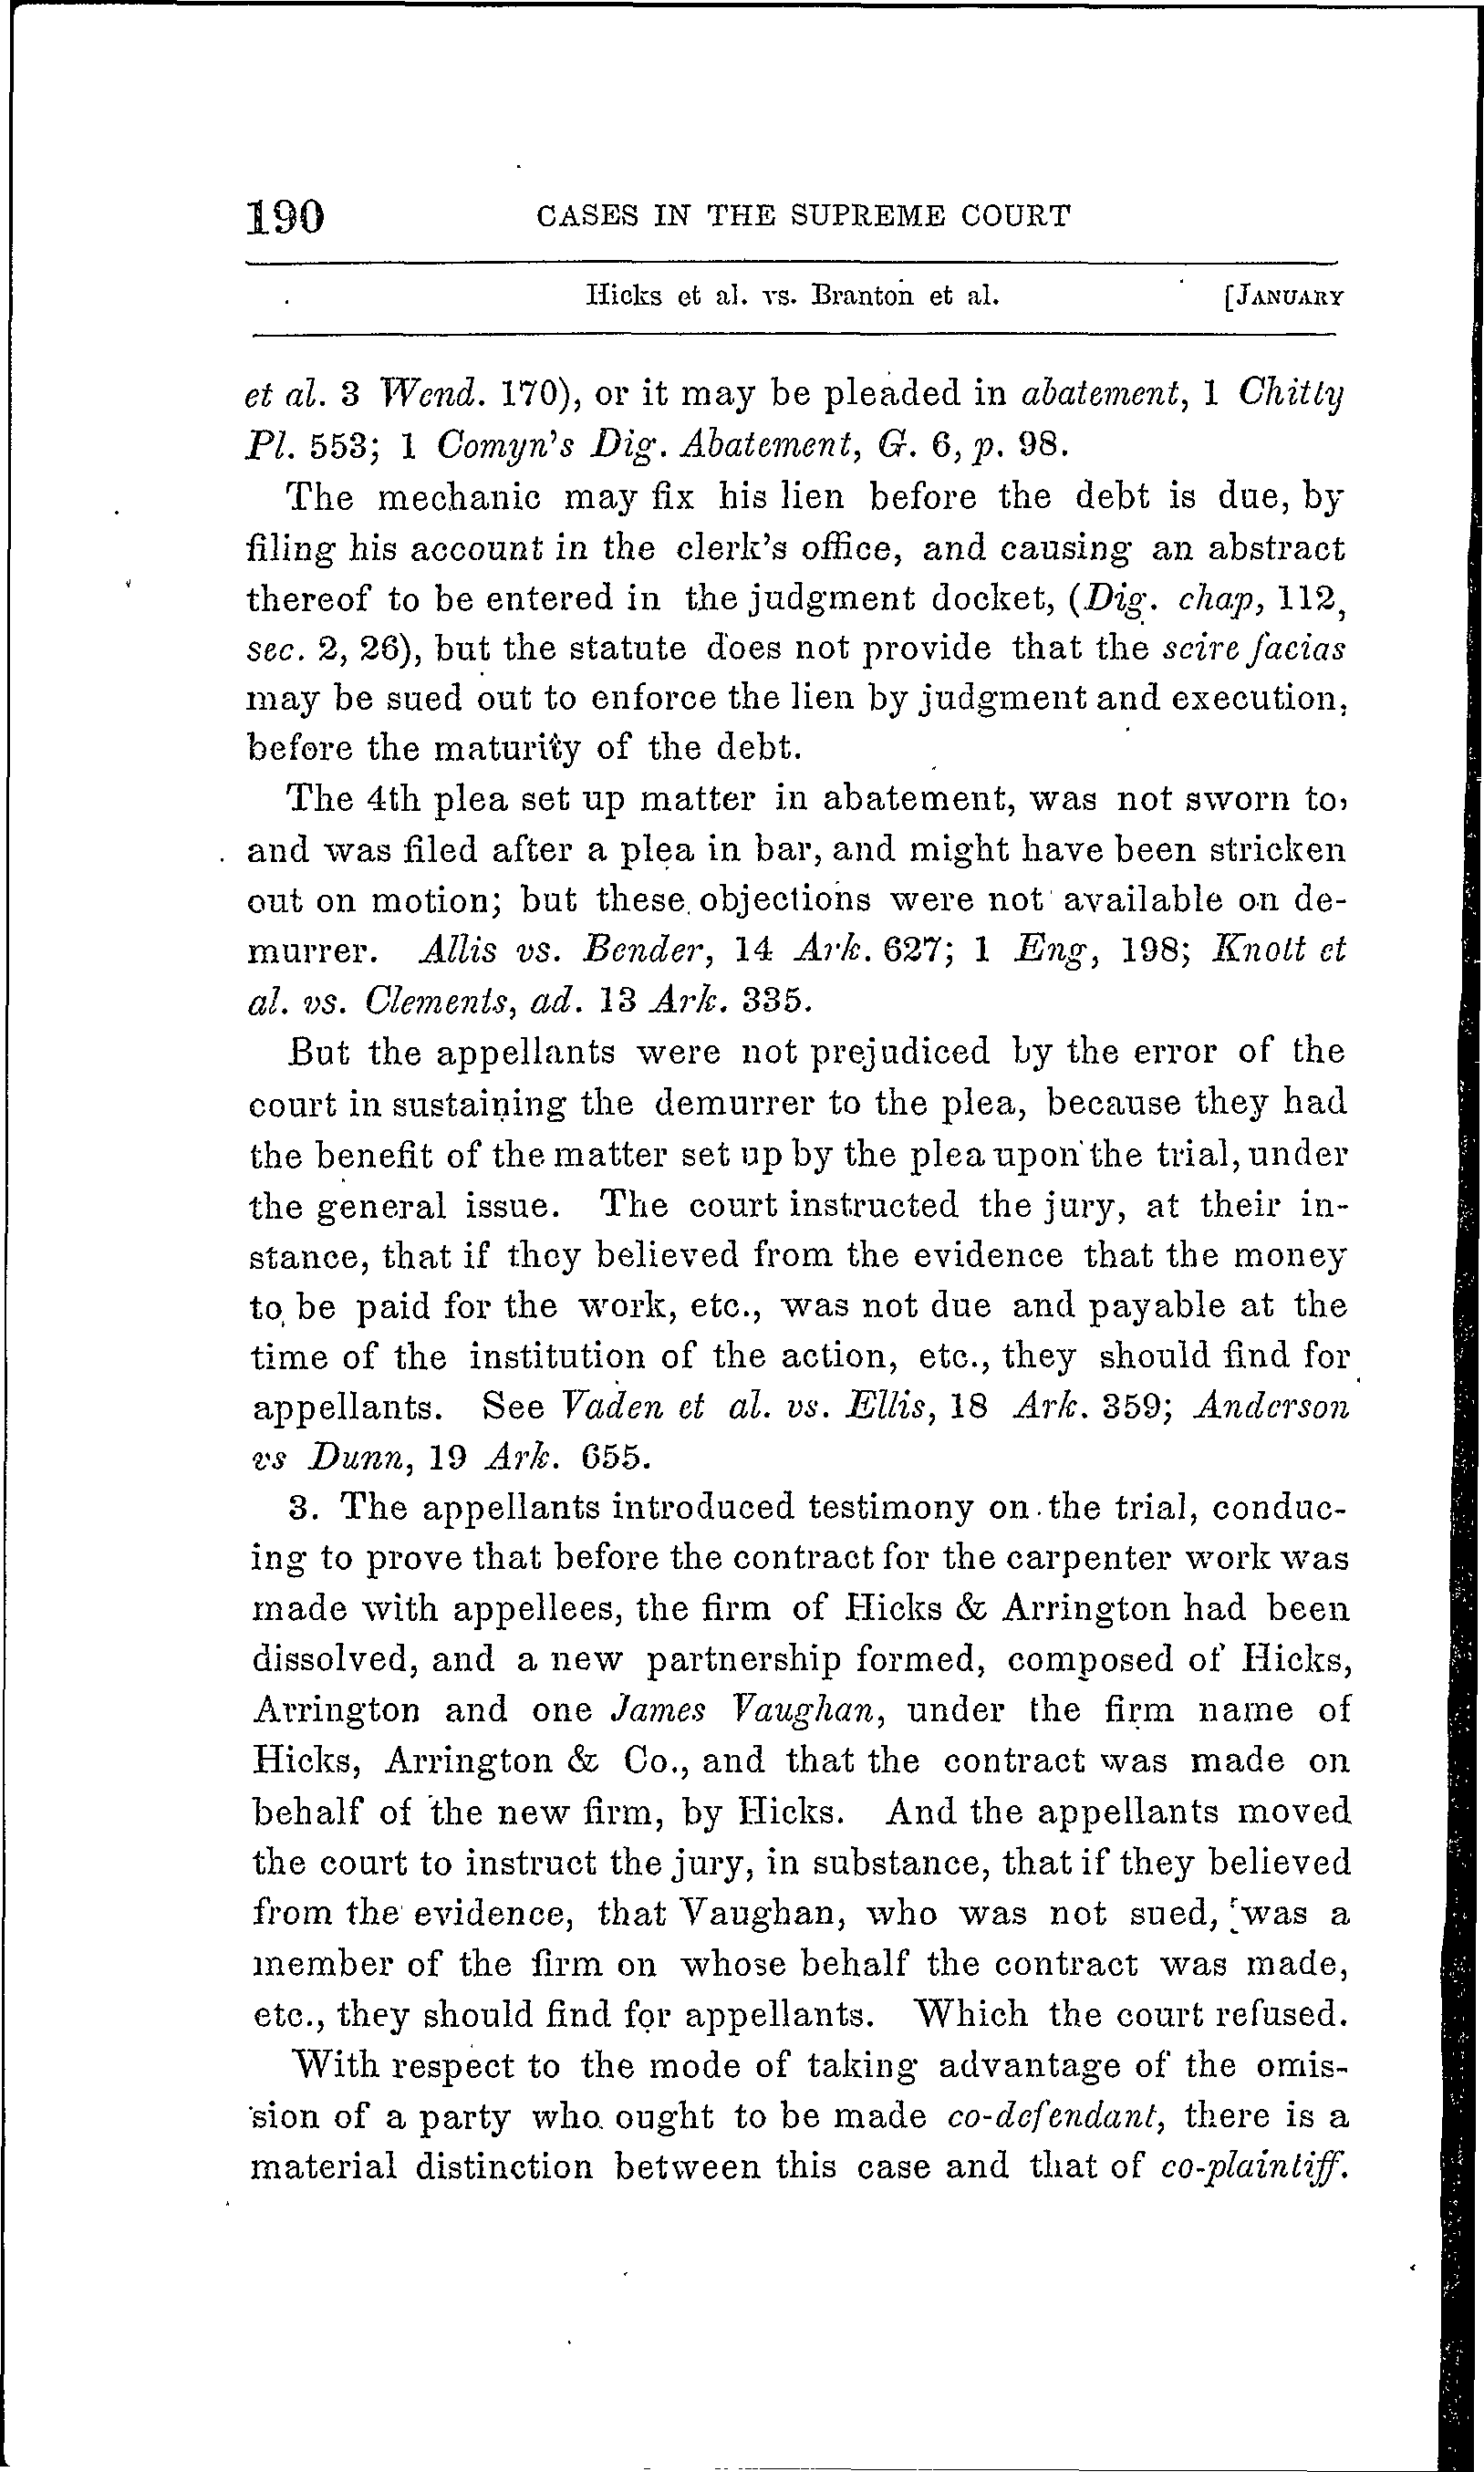 190 CASES IN THE SUPREME COURT
Hicks et al. vs. Branton et al. [JANUARY
et al. 3 Wend. 170), or it may be pleaded in abatement, 1 Chitty
Pl. 553; 1 Comyn's Dig. Abatement, G. 6, p. 98.
The mechanic may fix his lien before the debt is due, by
filing his account in the clerk's office, and causing an abstract
thereof to be entered in the judgment docket, (Dig. chap, 112,
sec. 2, 26), but the statute does not provide that the scire facias
may be sued out to enforce the lien by judgment and execution,
before the maturity of the debt.
The 4th plea set up matter in abatement, was not sworn to,
and was filed after a plea in bar, and might have been stricken
out on motion; but these objections were not available on de-
murrer. Allis vs. Bender, 14 Ark. 627; 1 Eng, 198; Knott et
al. vs. Clements, ad. 13 Ark. 335.
But the appellants were not prejudiced by the error of the
court in sustaining the demurrer to the plea, because they had
the benefit of the matter set up by the plea upon the trial, under
the general issue. The court instructed the jury, at their in-
stance, that if they believed from the evidence that the money
to be paid for the work, etc., was not due and payable at the
time of the institution of the action, etc., they should find for
appellants. See Vaden et al. vs. Ellis, 18 Ark. 359; Anderson
vs Dunn, 19 Ark. 655.
3. The appellants introduced testimony on the trial, conduc-
ing to prove that before the contract for the carpenter work was
made with appellees, the firm of Hicks & Arrington had been
dissolved, and a new partnership formed, composed of Hicks,
Arrington and one James Vaughan, under the firm name of
Hicks, Arrington & Co., and that the contract was made on
behalf of the new firm, by Hicks. And the appellants moved
the court to instruct the jury, in substance, that if they believed
from the evidence, that Vaughan, who was not sued, was a
member of the firm on whose behalf the contract was made,
etc., they should find for appellants. Which the court refused.
With respect to the mode of taking advantage of the omis-
sion of a party who ought to be made co-defendant, there is a
material distinction between this case and that of co-plaintiff.